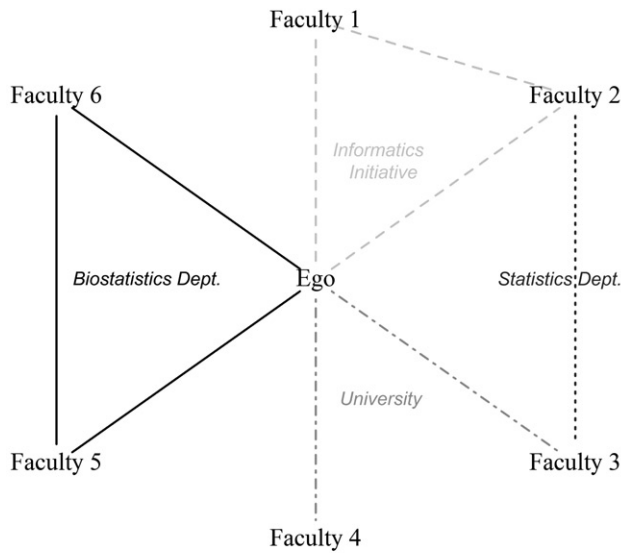 Faculty 1
Faculty 6
Faculty 2
Informatics
Initiative
Biostatistics Dept.
Ego
Statistics Dept.
University
Faculty 5
Faculty 3
Faculty 4